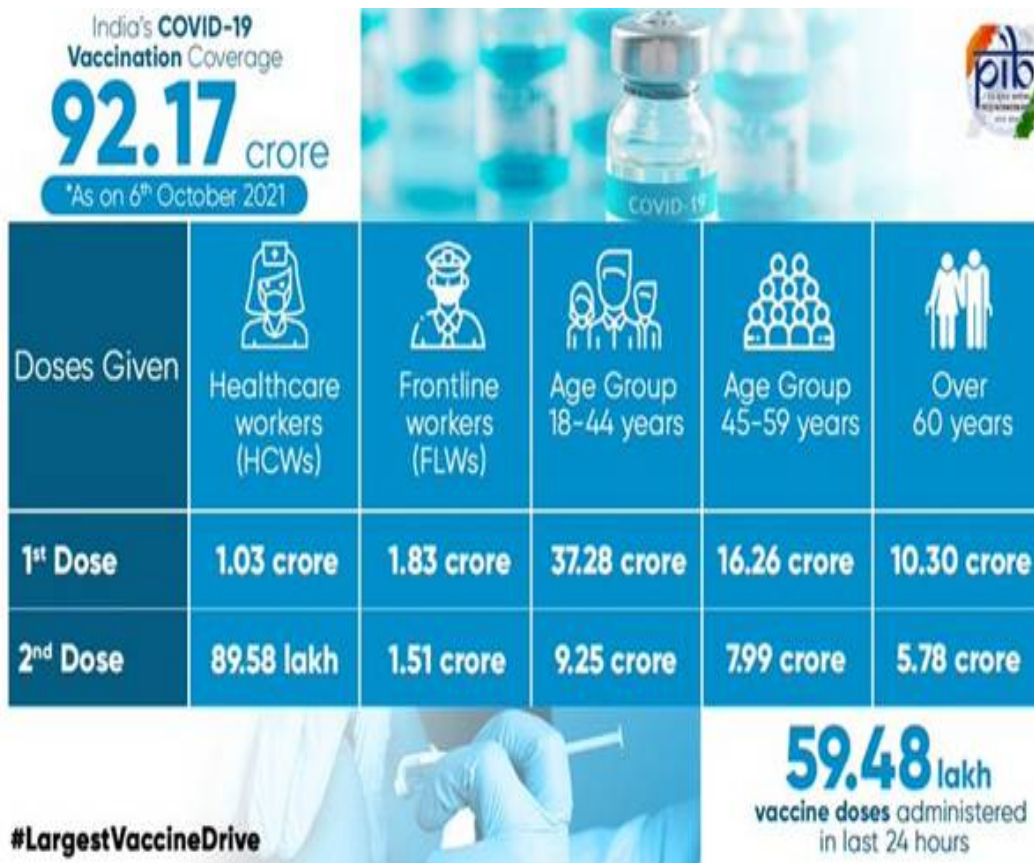 India's COVID-19
Vaccination Coverage
92.17 crore
*As on 6th October 2021
pib
COVID-19
Doses Given
Healthcare
workers
(HCWs)
Frontline
workers
(FLWs)
Age Group
18-44 years
Age Group
45-59 years
Over
60 years
1st Dose 1.03 crore 1.83 crore 37.28 crore 16.26 crore 10.30 crore
2nd Dose 89.58 lakh 1.51 crore 9.25 crore 7.99 crore 5.78 crore
#LargestVaccineDrive
59.48 lakh
vaccine doses administered
in last 24 hours